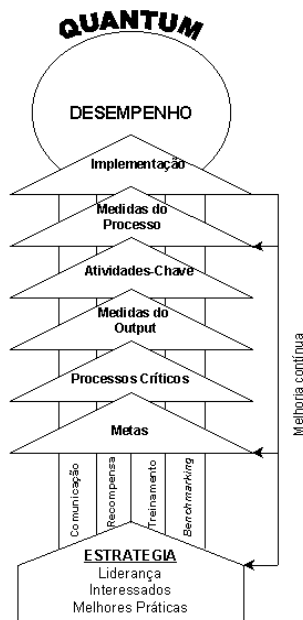 QUANTUM
DESEMPENHO
Implementação
Medidas do
Processo
Atividades-Chave
Medidas do
Output
Processos Críticos
Metas
Comunicação
Recompensa
Treinamento
Benchmarking
ESTRATEGIA
Liderança
Interessados
Melhores Práticas
Melhoria contínua